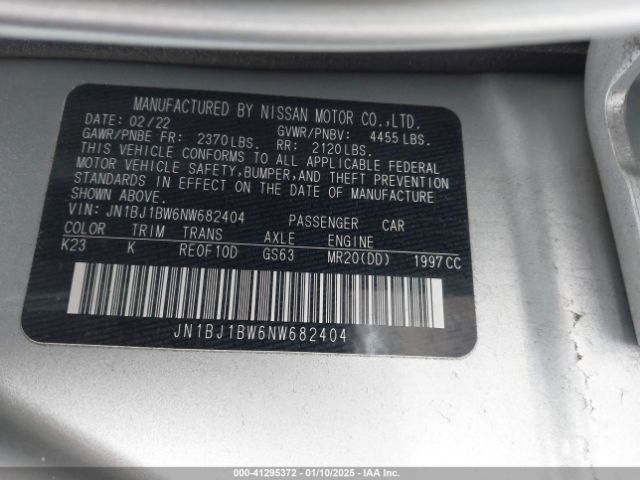 MANUFACTURED BY NISSAN MOTOR CO.,LTD.
DATE: 02/22 GVWR/PNBV: 4455LBS.
GAWR/PNBE FR: 2370LBS. RR: 2120LBS.
THIS VEHICLE CONFORMS TO ALL APPLICABLE FEDERAL
MOTOR VEHICLE SAFETY,BUMPER,AND THEFT
STANDARDS IN EFFECT ON THE DATE OF MANUFACTURE
SHOWN ABOVE.
VIN: JN1BJ1BW6NW682404 PASSENGER CAR
COLOR TRIM TRANS AXLE ENGINE
K23 K RE0F10D GS63 MR20(DD) 1997CC
JN1BJ1BW6NW682404
000-41295372 | 01/10/2025 - IAA, Inc.